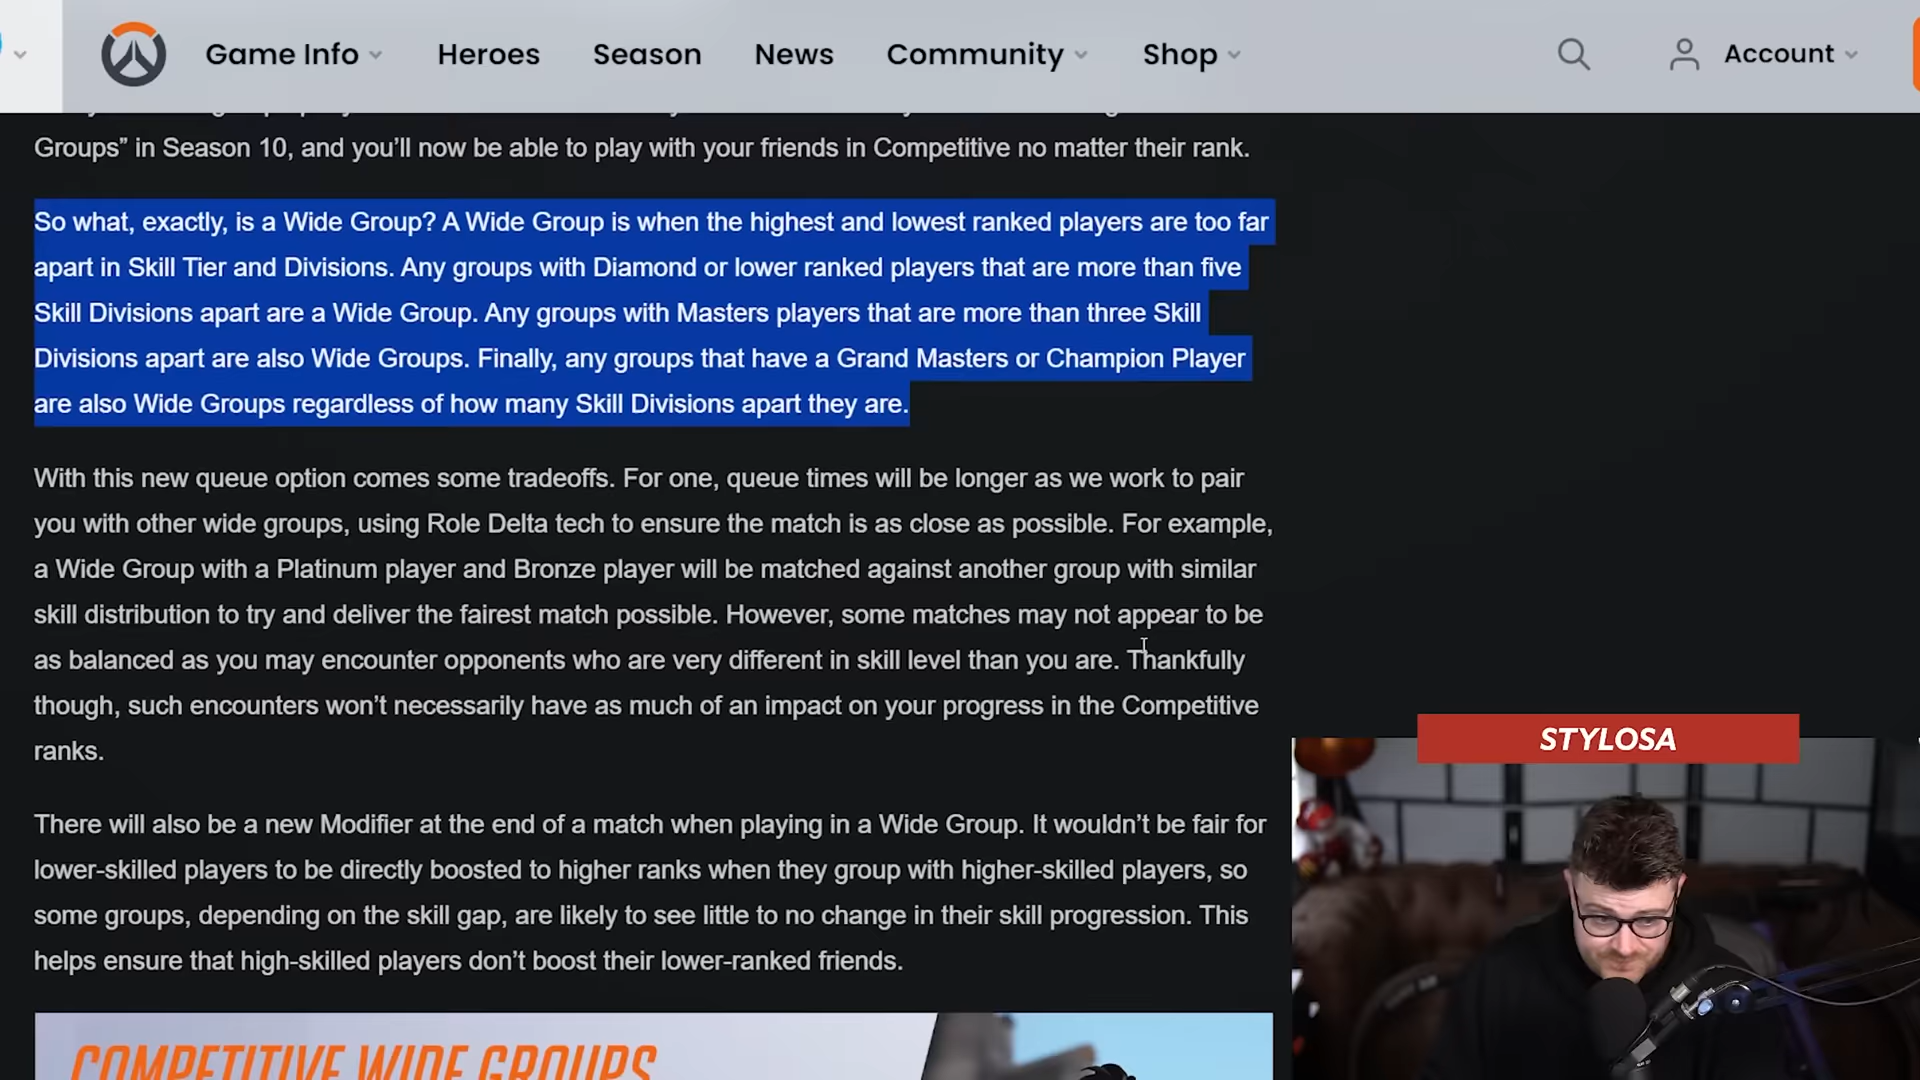 Game Info
Heroes
Season
News
Community
Shop
Account
Groups” in Season 10, and you’ll now be able to play with your friends in Competitive no matter their rank.
So what, exactly, is a Wide Group? A Wide Group is when the highest and lowest ranked players are too far
apart in Skill Tier and Divisions. Any groups with Diamond or lower ranked players that are more than five
Skill Divisions apart are a Wide Group. Any groups with Masters players that are more than three Skill
Divisions apart are also Wide Groups. Finally, any groups that have a Grand Masters or Champion Player
are also Wide Groups regardless of how many Skill Divisions apart they are.
With this new queue option comes some tradeoffs. For one, queue times will be longer as we work to pair
you with other wide groups, using Role Delta tech to ensure the match is as close as possible. For example,
a Wide Group with a Platinum player and Bronze player will be matched against another group with similar
skill distribution to try and deliver the fairest match possible. However, some matches may not appear to be
as balanced as you may encounter opponents who are very different in skill level than you are. Thankfully
though, such encounters won’t necessarily have as much of an impact on your progress in the Competitive
ranks.
There will also be a new Modifier at the end of a match when playing in a Wide Group. It wouldn’t be fair for
lower-skilled players to be directly boosted to higher ranks when they group with higher-skilled players, so
some groups, depending on the skill gap, are likely to see little to no change in their skill progression. This
helps ensure that high-skilled players don’t boost their lower-ranked friends.
COMPETITIVE WIDE GROUPS
STYLOSA